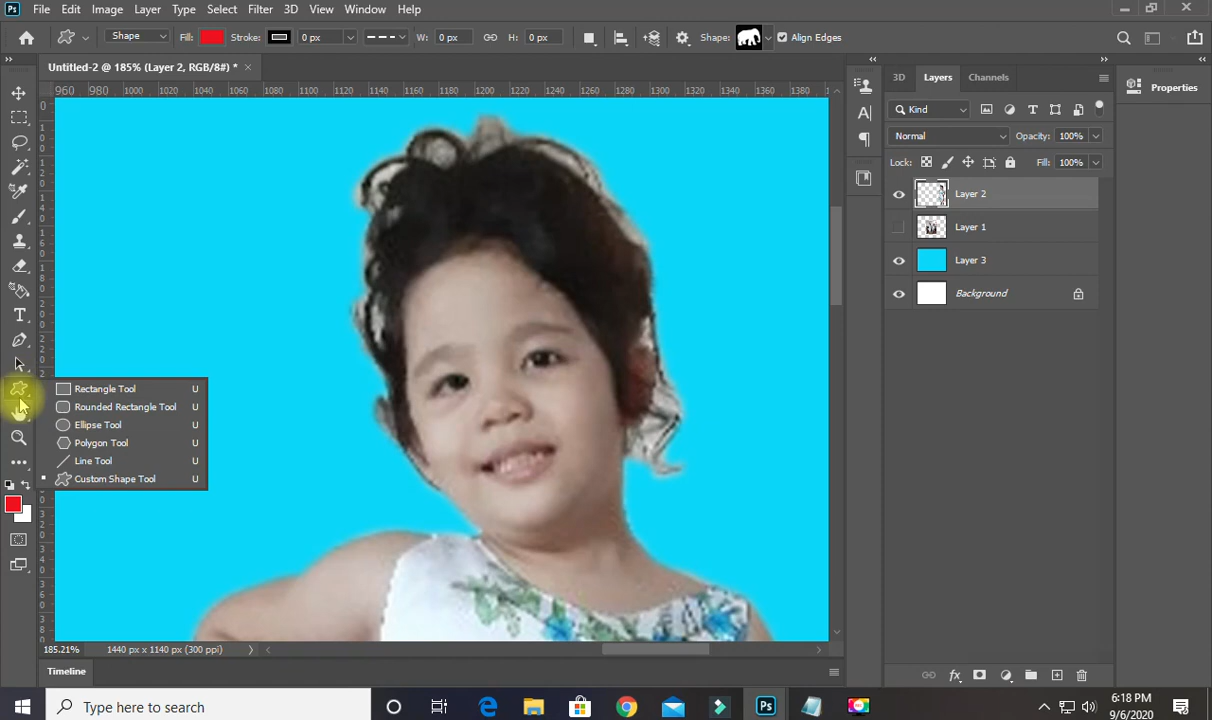 Ps File Edit Image Layer Type Select Filter 3D View Window Help
Shape Fill: Stroke: 0 px W: 0 px H: 0 px Shape: Align Edges
Untitled-2 @ 185% (Layer 2, RGB/8#) * ×
960 980 1000 1020 1040 1060 1080 1100 1120 1140 1160 1180 1200 1220 1240 1260 1280 1300 1320 1340 1360 1380
3D Layers Channels
Properties
Kind
Normal Opacity: 100%
Lock: Fill: 100%
Layer 2
Layer 1
Layer 3
Background
Rectangle Tool U
Rounded Rectangle Tool U
Ellipse Tool U
Polygon Tool U
Line Tool U
Custom Shape Tool U
185.21% 1440 px x 1140 px (300 ppi)
Timeline
Type here to search
Ps
6:18 PM
9/6/2020